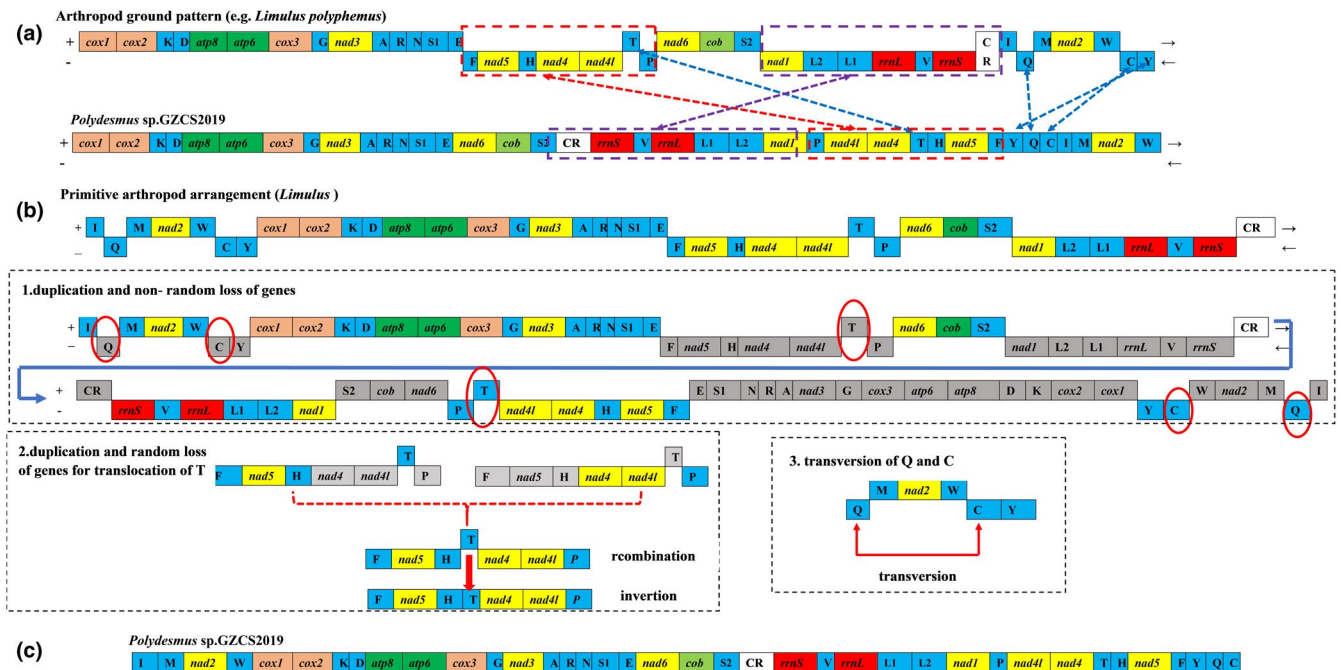 (a)
Arthropod ground pattern (e.g. Limulus polyphemus)
+ cox1 cox2 K D atp8 atp6 cox3 G nad3 A R N S1 E T nad6 cob S2 C I M nad2 W →
- F nad5 H nad4 nad4l P nad1 L2 L1 rrnL V rrnS R Q C Y ←
Polydesmus sp.GZCS2019
+ cox1 cox2 K D atp8 atp6 cox3 G nad3 A R N S1 E nad6 cob S2 CR rrnS V rrnL L1 L2 nad1 P nad4l nad4 T H nad5 F Y Q C I M nad2 W →
- ←
Primitive arthropod arrangement (Limulus )
(b)
+ I M nad2 W cox1 cox2 K D atp8 atp6 cox3 G nad3 A R N S1 E T nad6 cob S2 CR →
– Q C Y F nad5 H nad4 nad4l P nad1 L2 L1 rrnL V rrnS ←
1.duplication and non- random loss of genes
+ I M nad2 W cox1 cox2 K D atp8 atp6 cox3 G nad3 A R N S1 E T nad6 cob S2 CR →
– Q C Y F nad5 H nad4 nad4l P nad1 L2 L1 rrnL V rrnS ←
+ CR S2 cob nad6 T E S1 N R A nad3 G cox3 atp6 atp8 D K cox2 cox1 W nad2 M I
- rrnS V rrnL L1 L2 nad1 P nad4l nad4 H nad5 F Y C Q
2.duplication and random loss
of genes for translocation of T
T T
F nad5 H nad4 nad4l P F nad5 H nad4 nad4l P
T
F nad5 H nad4 nad4l P rcombination
F nad5 H T nad4 nad4l P invertion
3. transversion of Q and C
M nad2 W
Q C Y
transversion
(c)
Polydesmus sp.GZCS2019
I M nad2 W cox1 cox2 K D atp8 atp6 cox3 G nad3 A R N S1 E nad6 cob S2 CR rrnS V rrnL L1 L2 nad1 P nad4l nad4 T H nad5 F Y Q C